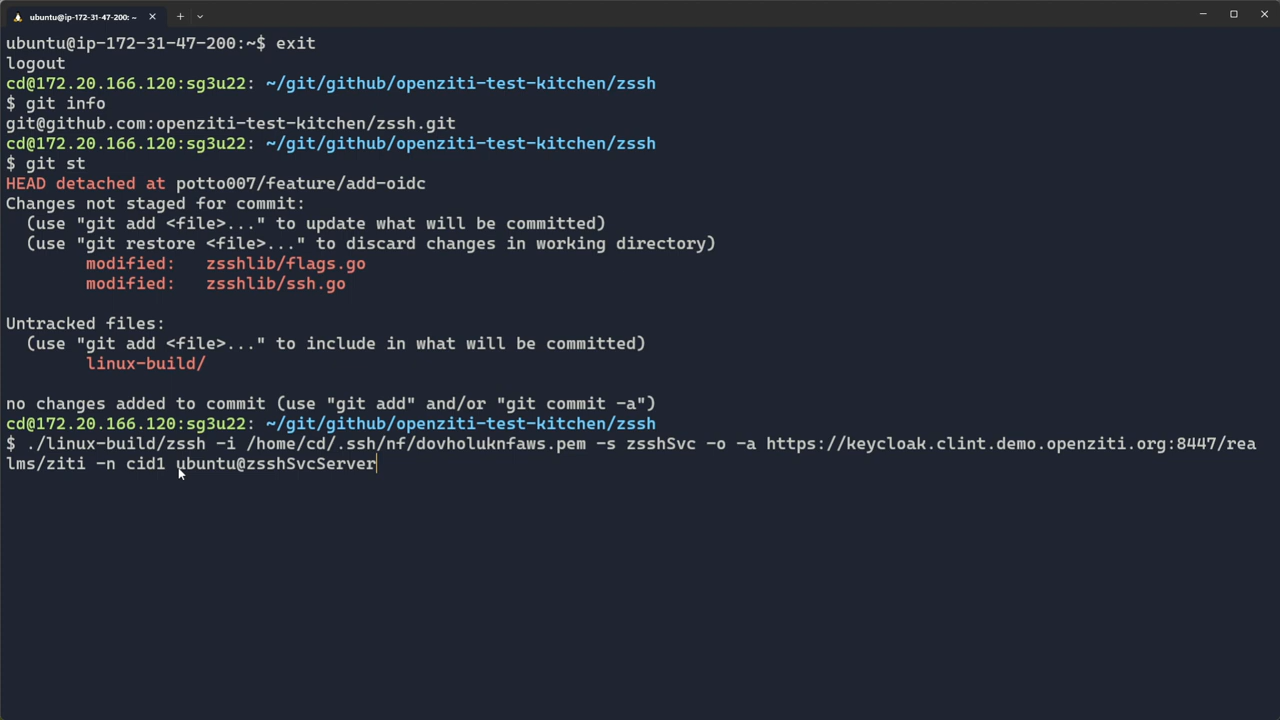 ubuntu@ip-172-31-47-200: ~
ubuntu@ip-172-31-47-200:~$ exit
logout
cd@172.20.166.120:sg3u22: ~/git/github/openziti-test-kitchen/zssh
$ git info
git@github.com:openziti-test-kitchen/zssh.git
cd@172.20.166.120:sg3u22: ~/git/github/openziti-test-kitchen/zssh
$ git st
HEAD detached at potto007/feature/add-oidc
Changes not staged for commit:
  (use "git add <file>..." to update what will be committed)
  (use "git restore <file>..." to discard changes in working directory)
        modified:   zsshlib/flags.go
        modified:   zsshlib/ssh.go
Untracked files:
  (use "git add <file>..." to include in what will be committed)
        linux-build/
no changes added to commit (use "git add" and/or "git commit -a")
cd@172.20.166.120:sg3u22: ~/git/github/openziti-test-kitchen/zssh
$ ./linux-build/zssh -i /home/cd/.ssh/nf/dovholuknfaws.pem -s zsshSvc -o -a https://keycloak.clint.demo.openziti.org:8447/rea
lms/ziti -n cid1 ubuntu@zsshSvcServer